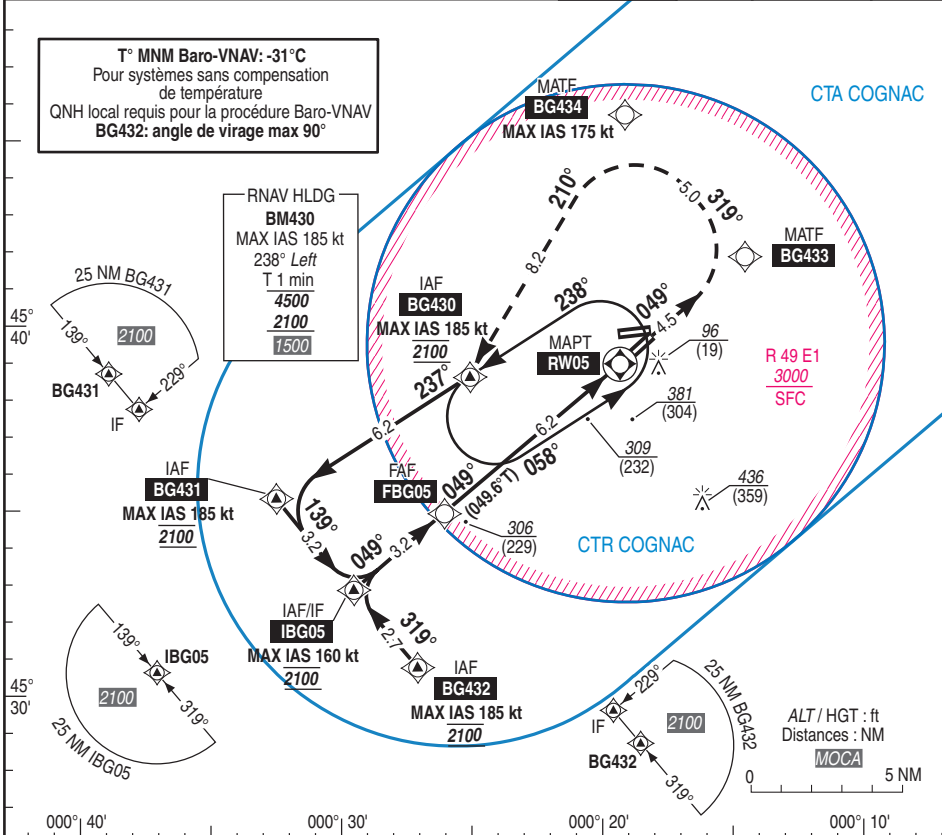 T° MNM Baro-VNAV: -31°C
Pour systèmes sans compensation
de température
QNH local requis pour la procédure Baro-VNAV
BG432: angle de virage max 90°
MATF
BG434
MAX IAS 175 kt
CTA COGNAC
RNAV HLDG
BM430
MAX IAS 185 kt
238° Left
T 1 min
4500
2100
1500
210°
5.0
319°
8.2
MATF
BG433
25 NM BG431
2100
139°
229°
BG431
IF
IAF
BG430
MAX IAS 185 kt
2100
238°
049°
4.5
MAPT
RW05
96
(19)
R 49 E1
3000
SFC
45°
40'
237°
6.2
381
(304)
6.2
309
(232)
IAF
BG431
MAX IAS 185 kt
2100
FAF
FBG05
049°
(049.6°T)
058°
436
(359)
306
(229)
139°
3.2
049°
3.2
CTR COGNAC
IAF/IF
IBG05
MAX IAS 160 kt
2100
319°
2.7
IAF
BG432
MAX IAS 185 kt
2100
139°
IBG05
2100
319°
25 NM IBG05
45°
30'
229°
25 NM BG432
IF
2100
BG432
319°
ALT / HGT : ft
Distances : NM
MOCA
0
5 NM
000° 40'
000° 30'
000° 20'
000° 10'